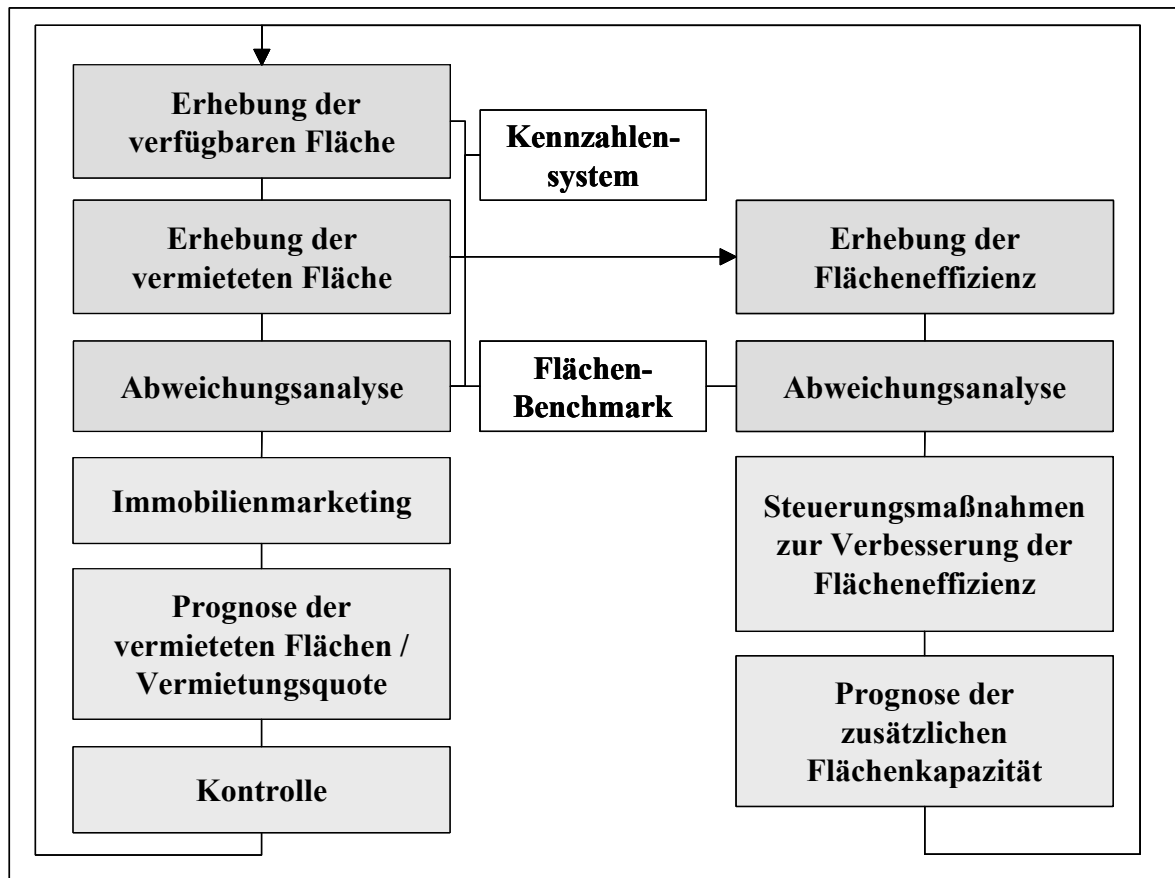 Erhebung der
verfügbaren Fläche
Kennzahlen-
system
Erhebung der
vermieteten Fläche
Erhebung der
Flächeneffizienz
Abweichungsanalyse
Flächen-
Benchmark
Abweichungsanalyse
Immobilienmarketing
Steuerungsmaßnahmen
zur Verbesserung der
Flächeneffizienz
Prognose der
vermieteten Flächen /
Vermietungsquote
Prognose der
zusätzlichen
Flächenkapazität
Kontrolle